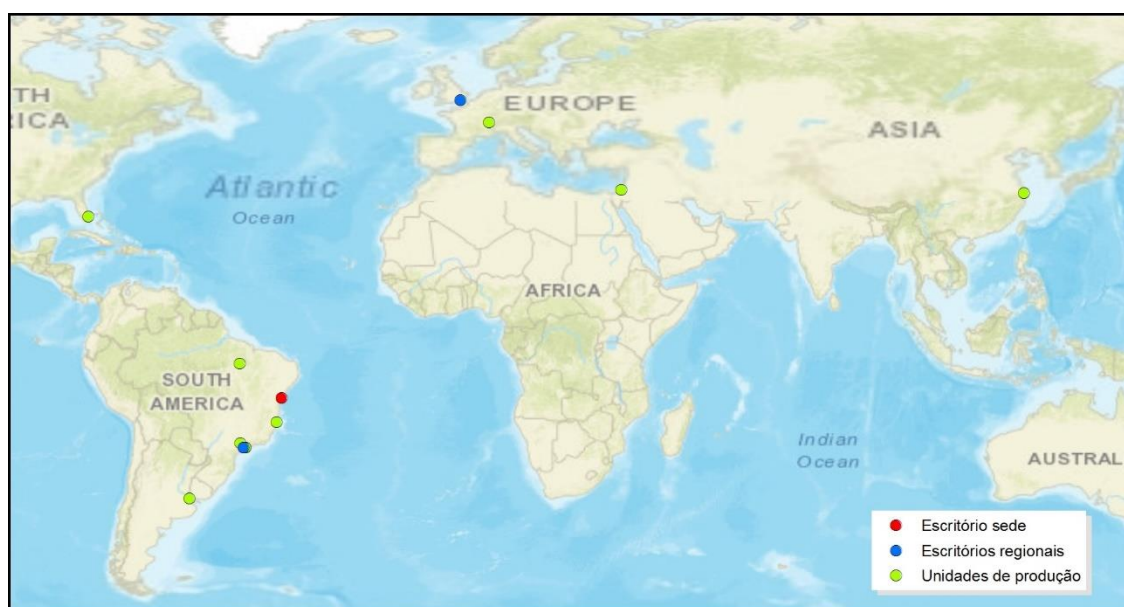 TH
RICA
EUROPE
ASIA
Atlantic
Ocean
AFRICA
SOUTH
AMERICA
Indian
Ocean
AUSTRAL
Escritório sede
Escritórios regionais
Unidades de produção